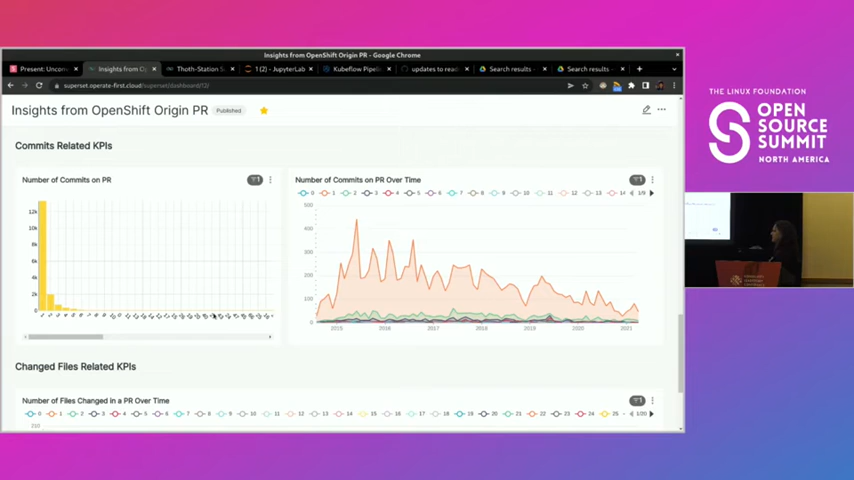 Insights from OpenShift Origin PR - Google Chrome
Present: Uncon
Insights from O
Thoth-Station S
1 (2) - JupyterLab
Kubeflow Pipelin
updates to read
Search results -
Search results -
superset.operate-first.cloud/superset/dashboard/12/
Insights from OpenShift Origin PR
Published
Commits Related KPIs
Number of Commits on PR
12k
10k
8k
6k
4k
2k
0
Number of Commits on PR Over Time
0 1 2 3 4 5 6 7 8 9 10 11 12 13 14 1/9
500
400
300
200
100
0
2015 2016 2017 2018 2019 2020 2021
Changed Files Related KPIs
Number of Files Changed in a PR Over Time
0 1 2 3 4 5 6 7 8 9 10 11 12 13 14 15 16 17 18 19 20 21 22 23 24 25 1/20
210
THE LINUX FOUNDATION
OPEN
SOURCE
SUMMIT
NORTH AMERICA